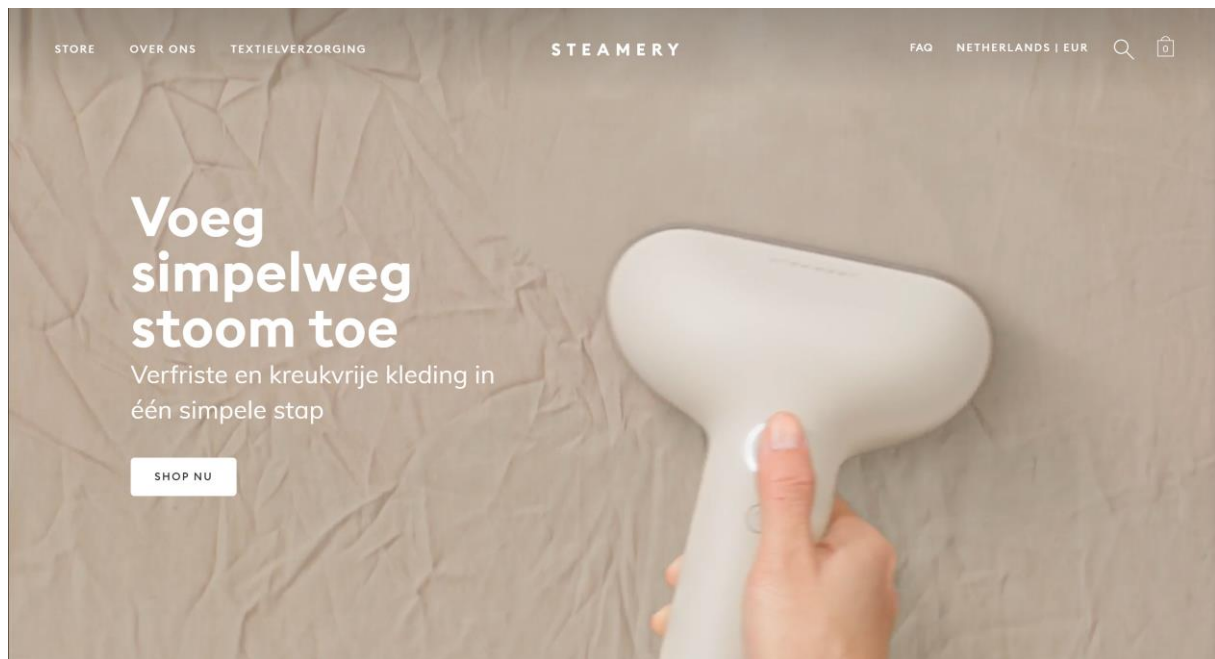 STORE OVER ONS TEXTIELVERZORGING STEAMERY FAQ NETHERLANDS | EUR 0
Voeg
simpelweg
stoom toe
Verfriste en kreukvrije kleding in
één simpele stap
SHOP NU